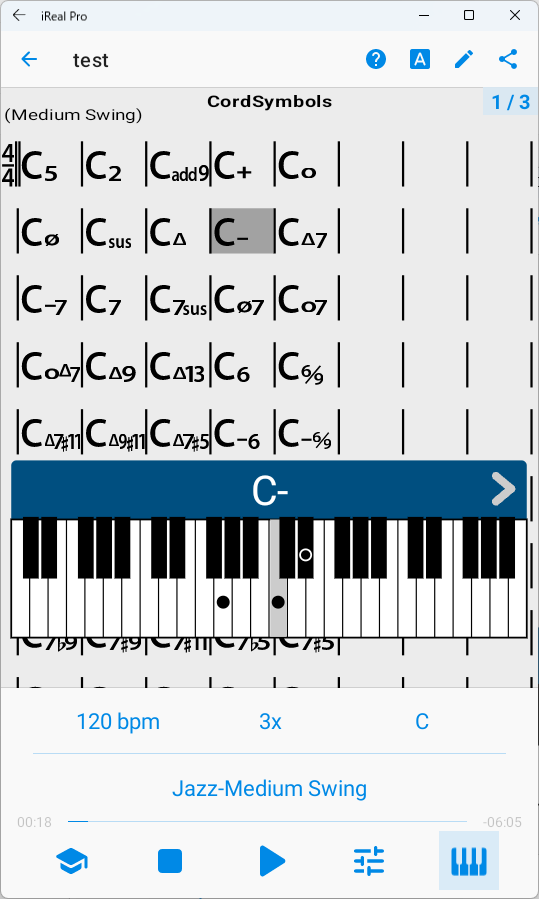 iReal Pro
test
CordSymbols
1 / 3
(Medium Swing)
4/4 C5 C2 Cadd9 C+ Co
Cø Csus CΔ C– CΔ7
C–7 C7 C7sus Cø7 Co7
CoΔ7 CΔ9 CΔ13 C6 C6/9
CΔ7♯11 CΔ9♯11 CΔ7♯5 C–6 C–6/9
C-
C7♭9 C7♯9 C7♯11 C7♭5 C7♯5
120 bpm 3x C
Jazz-Medium Swing
00:18 -06:05